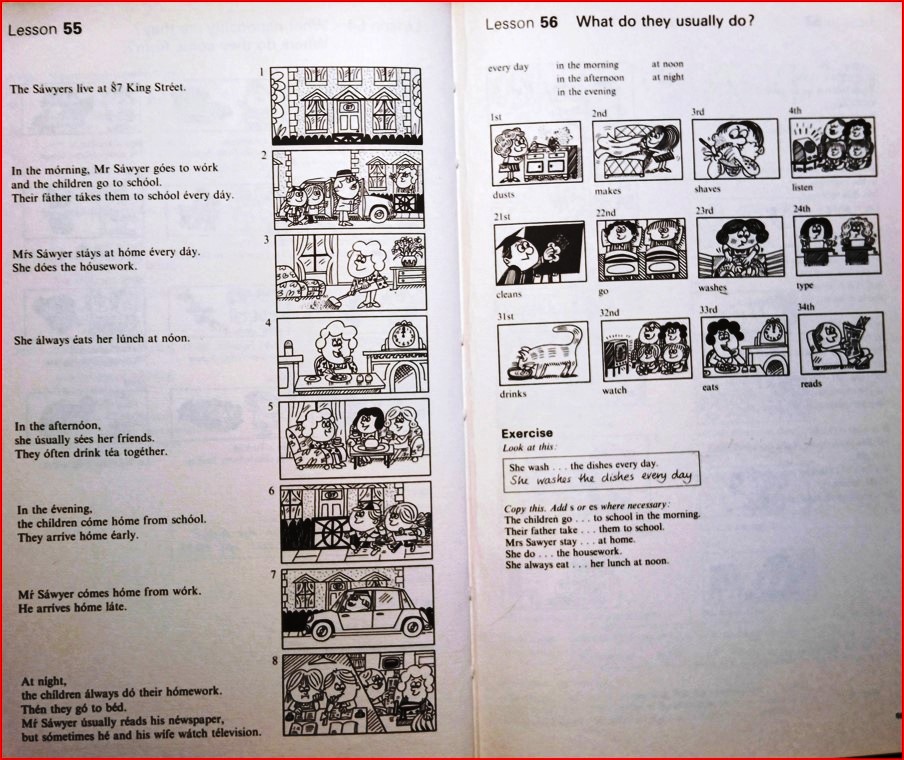 Lesson 55
The Sáwyers live at 87 King Stréet.
1
In the mórning, Mr Sáwyer góes to wórk
and the children go to schóol.
Their fáther tákes them to schóol évery dáy.
2
Mrs Sáwyer stáys at hóme évery day.
She dóes the hóusework.
3
She álways éats her lúnch at nóon.
4
In the afternóon,
she úsually sées her friends.
They óften drink téa togéther.
5
In the évening,
the children cóme hóme from schóol.
They arríve hóme éarly.
6
Mr Sáwyer cómes hóme from wórk.
He arríves hóme láte.
7
At night,
the children álways dó their hómework.
Thén they gó to béd.
Mr Sáwyer úsually réads his néwspaper,
but sómetimes hé and his wife wátch télevision.
8
Lesson 56 What do they usually do?
every day in the morning at noon
in the afternoon at night
in the evening
1st 2nd 3rd 4th
dusts makes shaves listen
21st 22nd 23rd 24th
cleans go washes type
31st 32nd 33rd 34th
drinks watch eats reads
Exercise
Look at this:
She wash . . . the dishes every day.
She washes the dishes every day
Copy this. Add s or es where necessary:
The children go . . . to school in the morning.
Their father take . . . them to school.
Mrs Sawyer stay . . . at home.
She do . . . the housework.
She always eat . . . her lunch at noon.